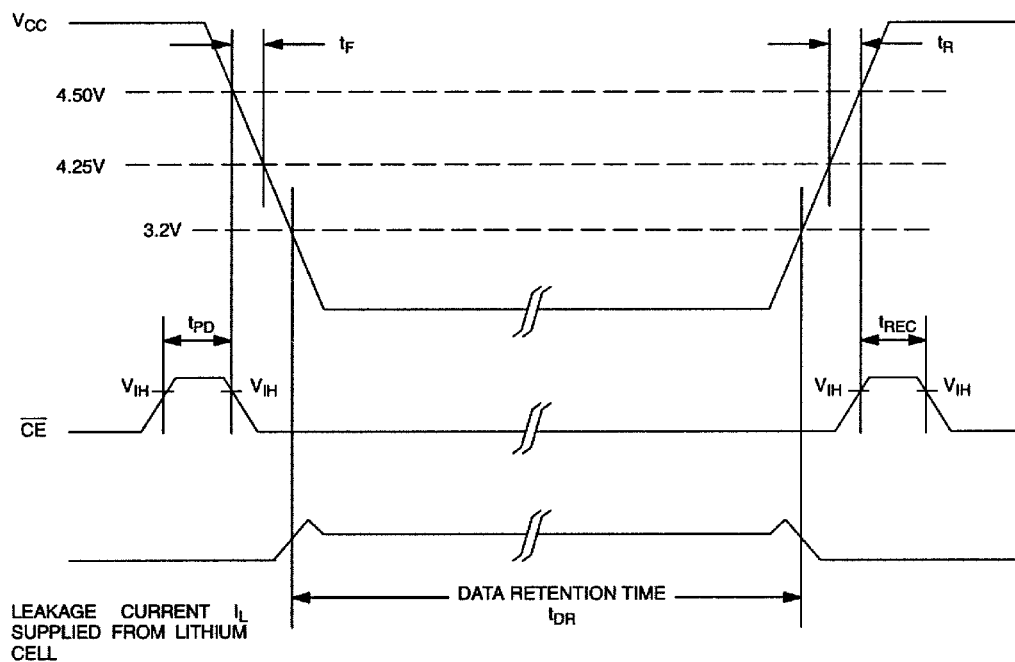 VCC
tF
tR
4.50V
4.25V
3.2V
tPD
tREC
VIH
VIH
VIH
VIH
CE
DATA RETENTION TIME
tDR
LEAKAGE CURRENT IL
SUPPLIED FROM LITHIUM
CELL